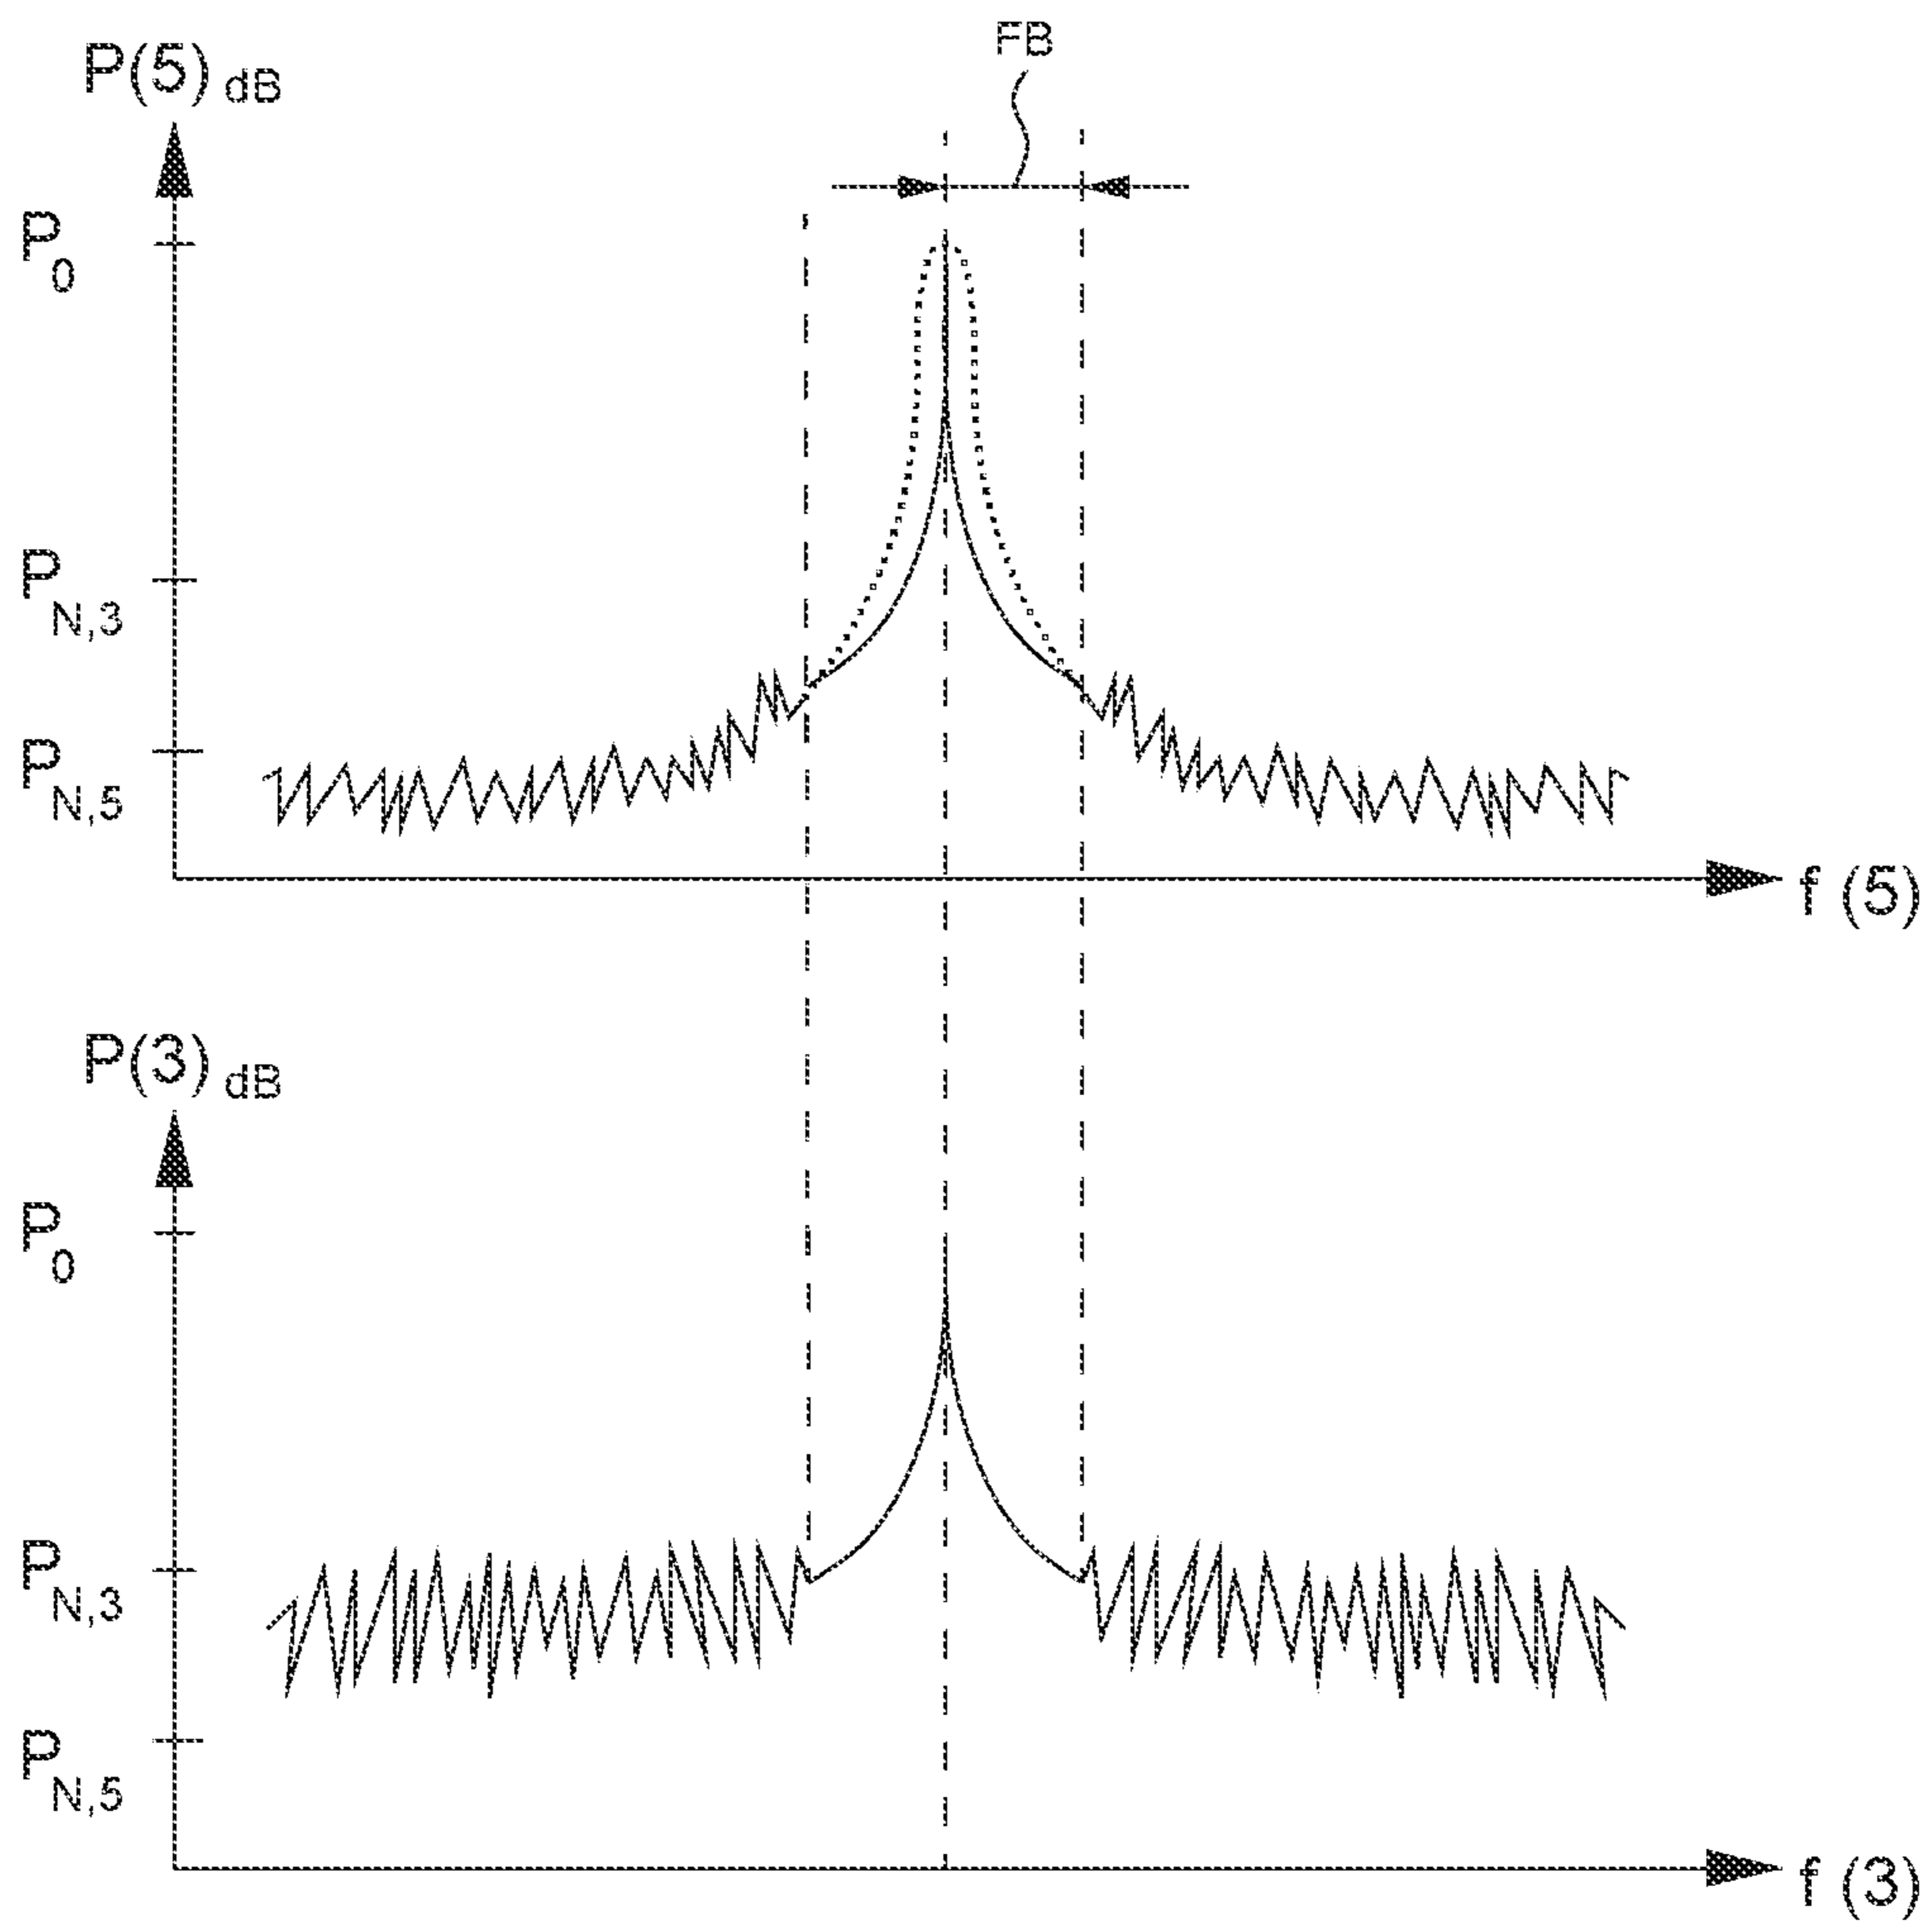 FB
P(5) dB
P0
PN,3
PN,5
f (5)
P(3) dB
P0
PN,3
PN,5
f (3)